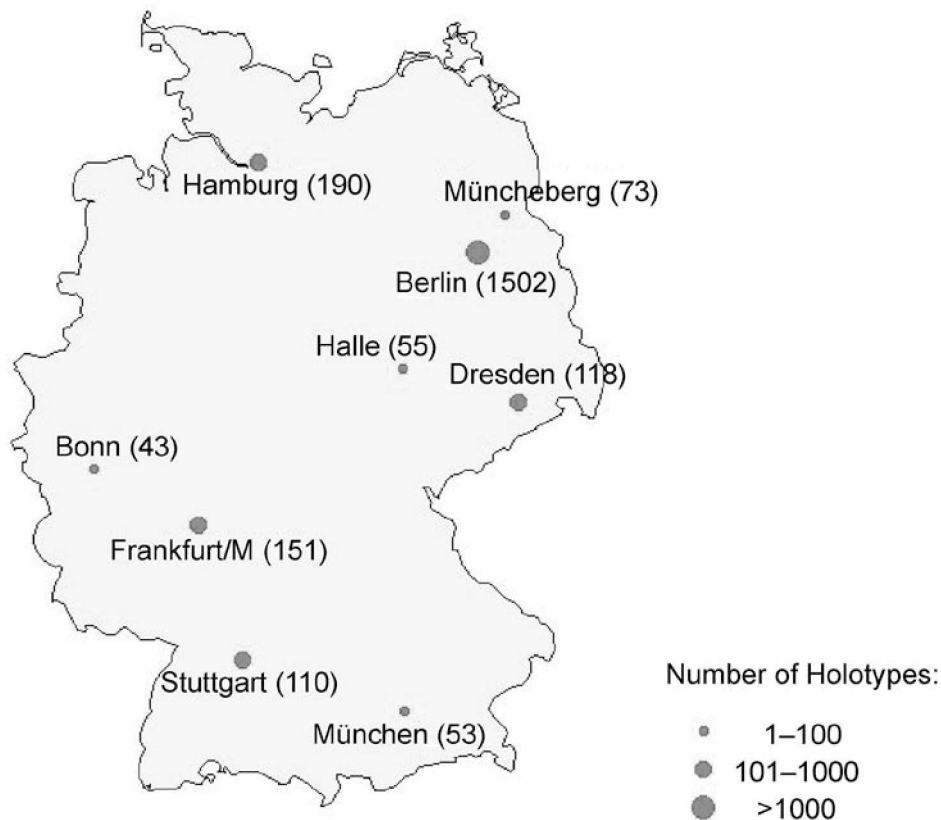 Hamburg (190)
Müncheberg (73)
Berlin (1502)
Halle (55)
Dresden (118)
Bonn (43)
Frankfurt/M (151)
Stuttgart (110)
München (53)
Number of Holotypes:
1–100
101–1000
>1000